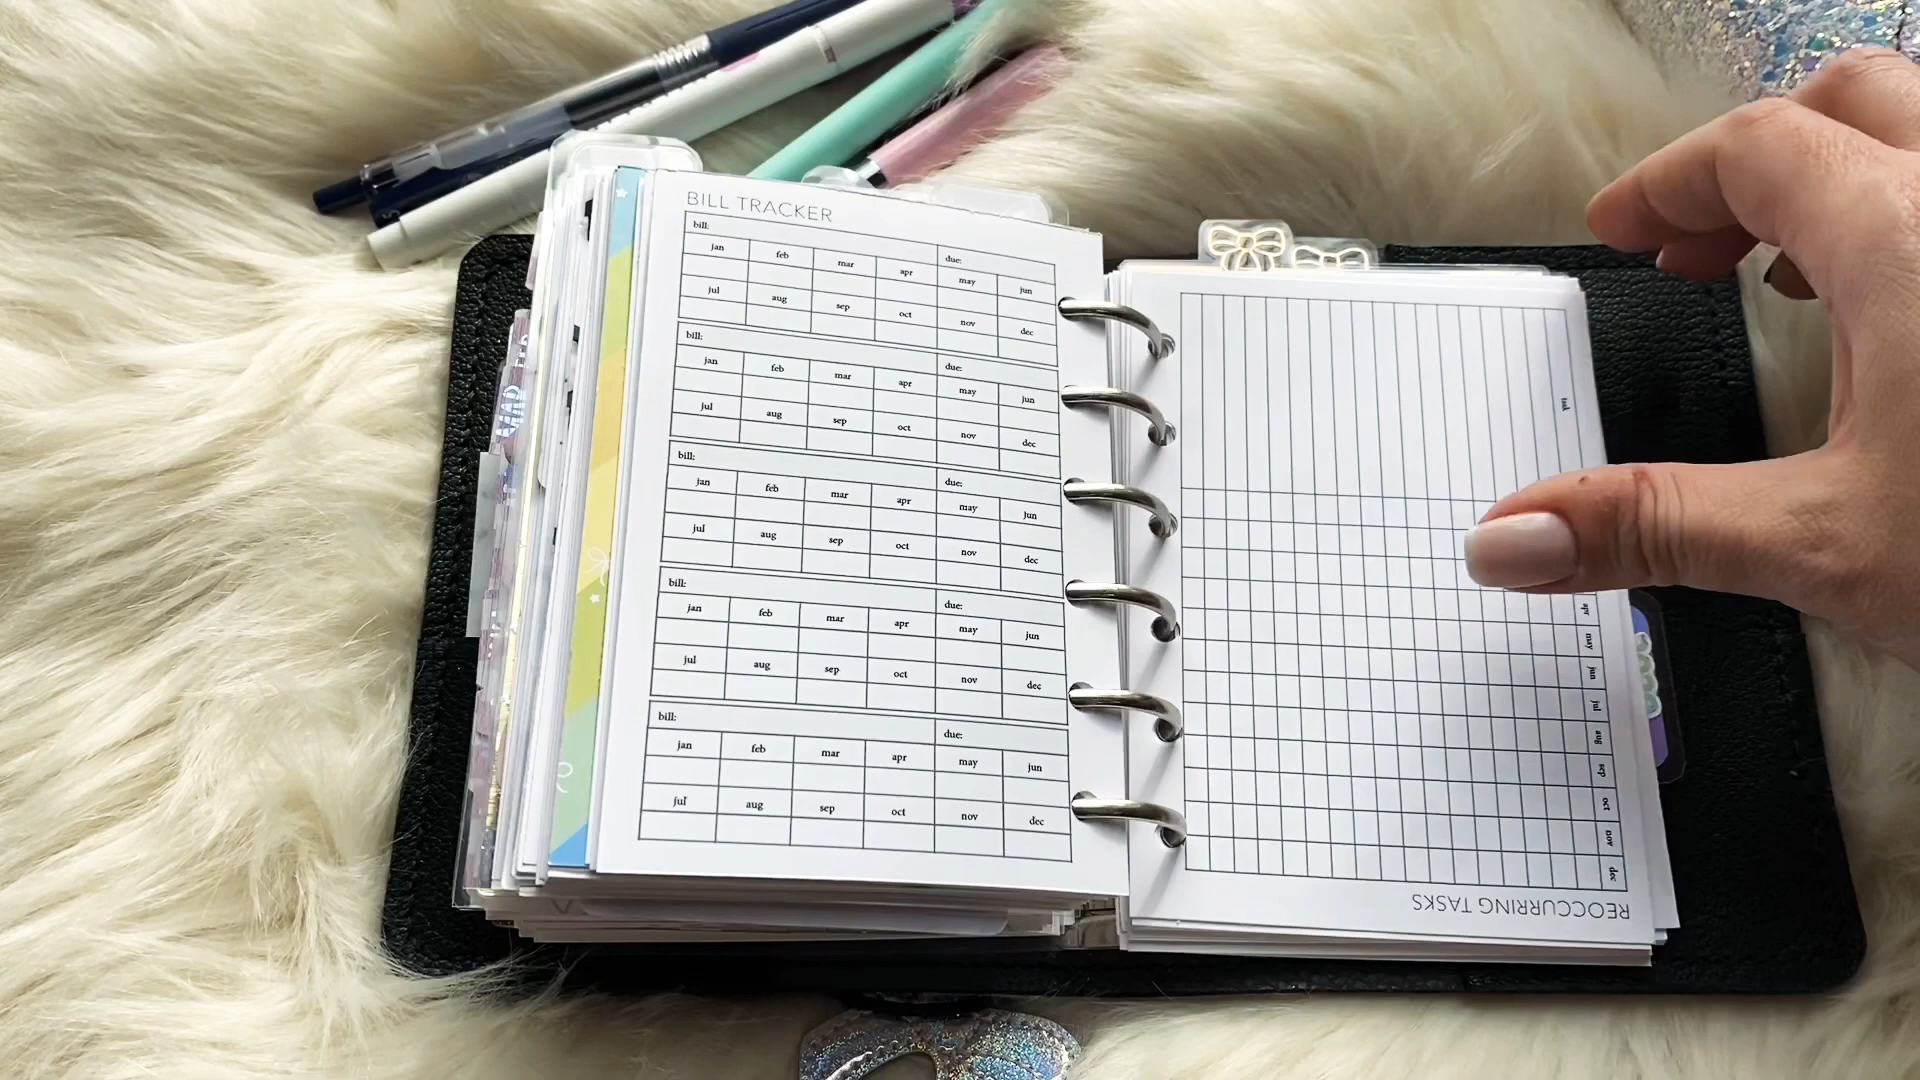 BILL TRACKER
bill:
due:
jan feb mar apr may jun
jul aug sep oct nov dec
bill:
due:
jan feb mar apr may jun
jul aug sep oct nov dec
bill:
due:
jan feb mar apr may jun
jul aug sep oct nov dec
bill:
due:
jan feb mar apr may jun
jul aug sep oct nov dec
bill:
due:
jan feb mar apr may jun
jul aug sep oct nov dec
REOCCURRING TASKS
task
apr
may
jun
jul
aug
sep
oct
nov
dec